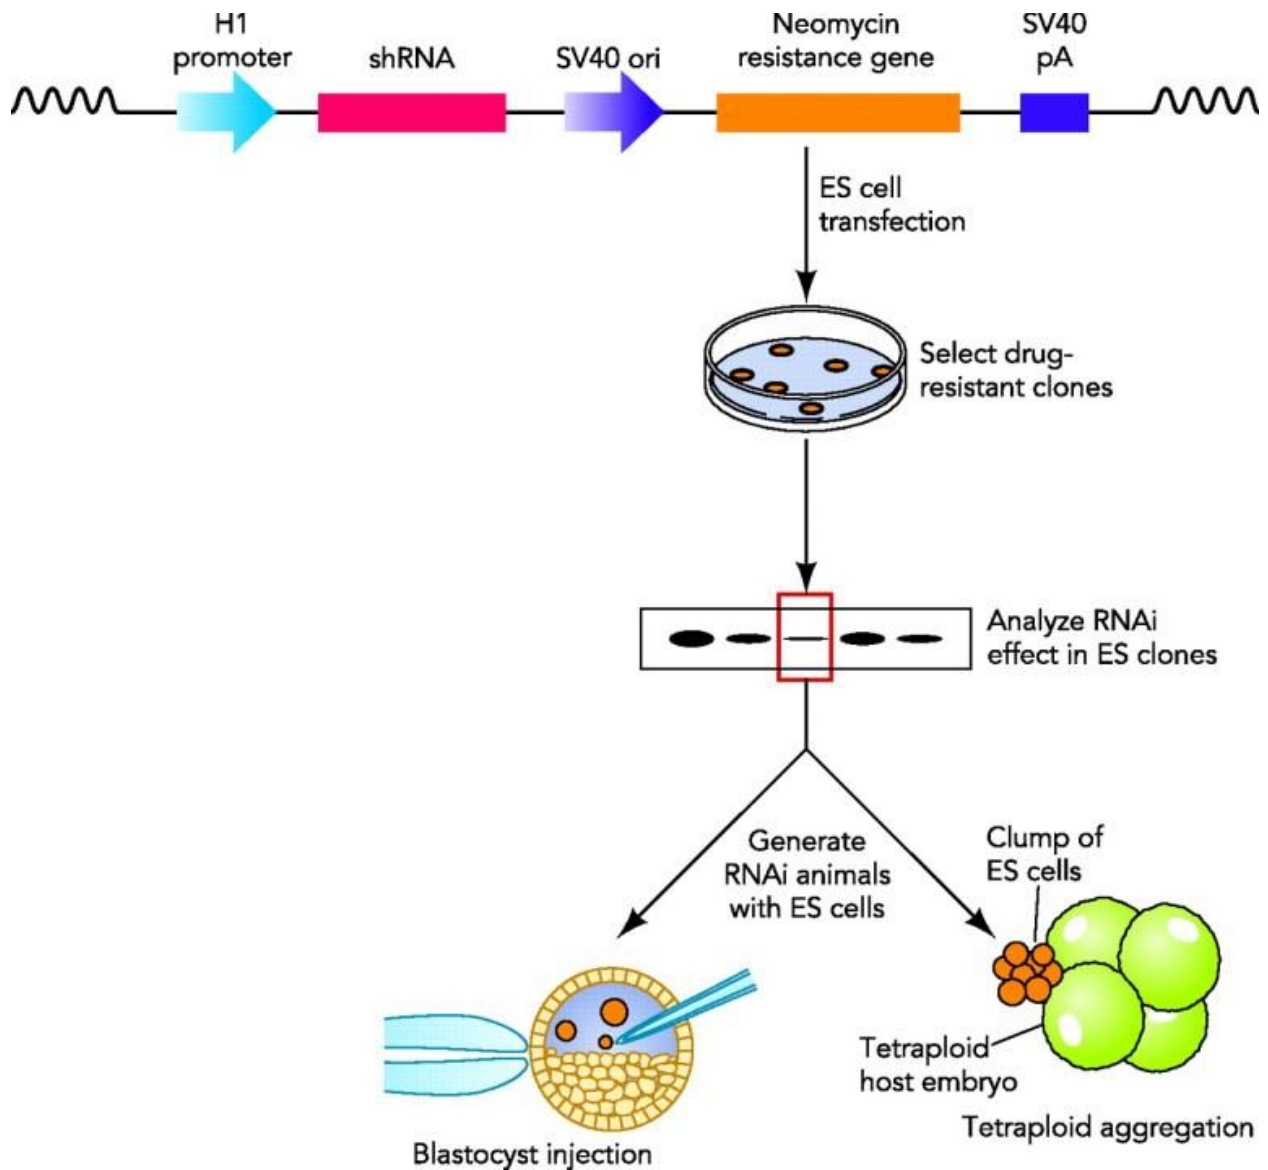 H1
promoter
shRNA
SV40 ori
Neomycin
resistance gene
SV40
pA
ES cell
transfection
Select drug-
resistant clones
Analyze RNAi
effect in ES clones
Generate
RNAi animals
with ES cells
Clump of
ES cells
Tetraploid
host embryo
Tetraploid aggregation
Blastocyst injection